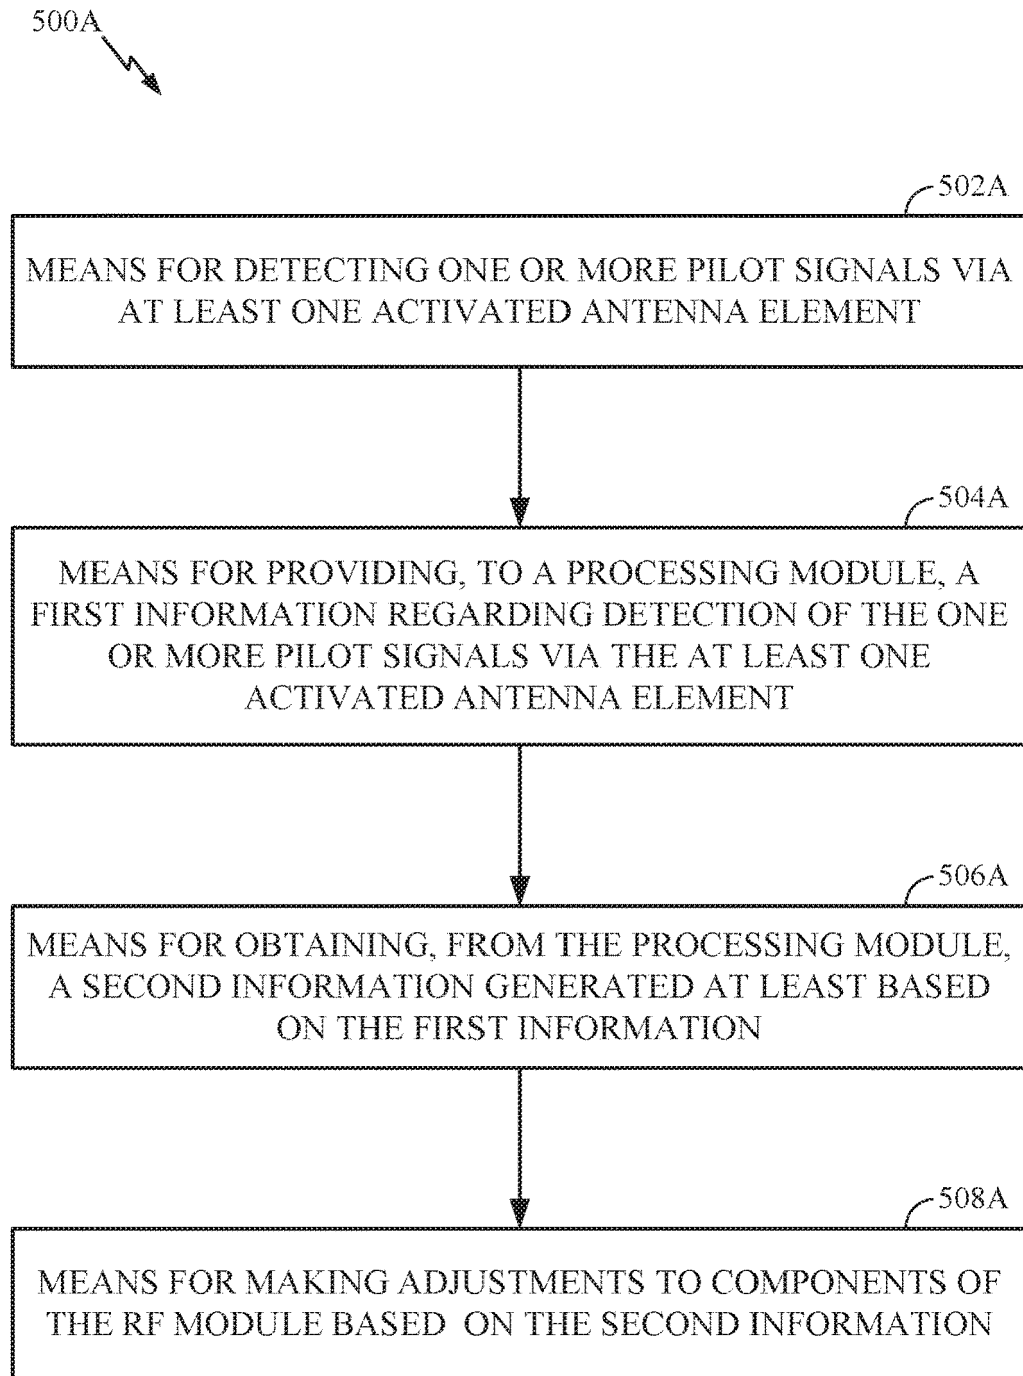 500A
502A
MEANS FOR DETECTING ONE OR MORE PILOT SIGNALS VIA
AT LEAST ONE ACTIVATED ANTENNA ELEMENT
504A
MEANS FOR PROVIDING, TO A PROCESSING MODULE, A
FIRST INFORMATION REGARDING DETECTION OF THE ONE
OR MORE PILOT SIGNALS VIA THE AT LEAST ONE
ACTIVATED ANTENNA ELEMENT
506A
MEANS FOR OBTAINING, FROM THE PROCESSING MODULE,
A SECOND INFORMATION GENERATED AT LEAST BASED
ON THE FIRST INFORMATION
508A
MEANS FOR MAKING ADJUSTMENTS TO COMPONENTS OF
THE RF MODULE BASED ON THE SECOND INFORMATION